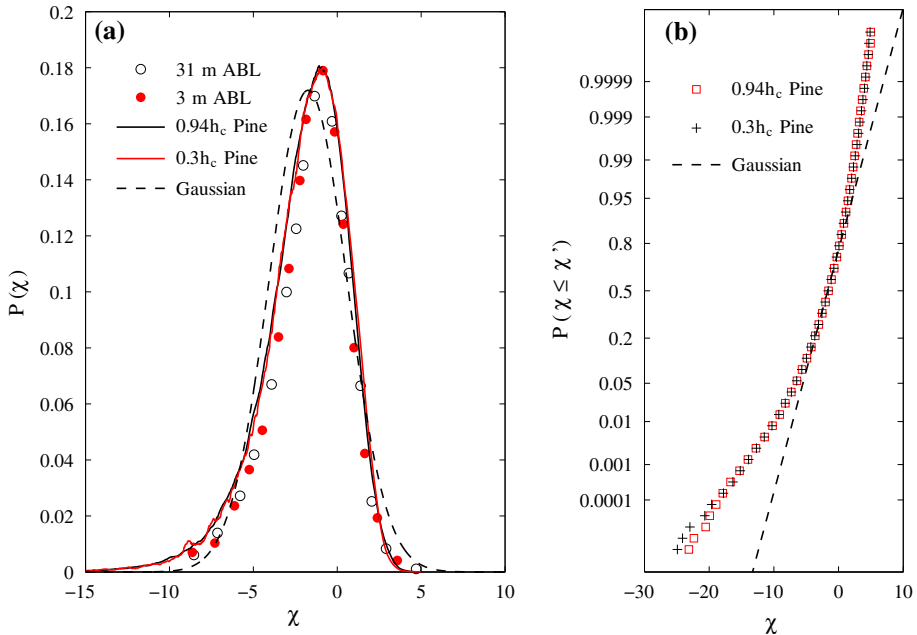 (a)
0.2
0.18
0.16
0.14
0.12
0.1
0.08
0.06
0.04
0.02
0
P(χ)
31 m ABL
3 m ABL
0.94h_c Pine
0.3h_c Pine
Gaussian
−15 −10 −5 0 5 10
χ
(b)
0.9999
0.999
0.99
0.95
0.8
0.5
0.2
0.05
0.01
0.001
0.0001
P(χ ≤ χ')
0.94h_c Pine
0.3h_c Pine
Gaussian
−30 −20 −10 0 10
χ